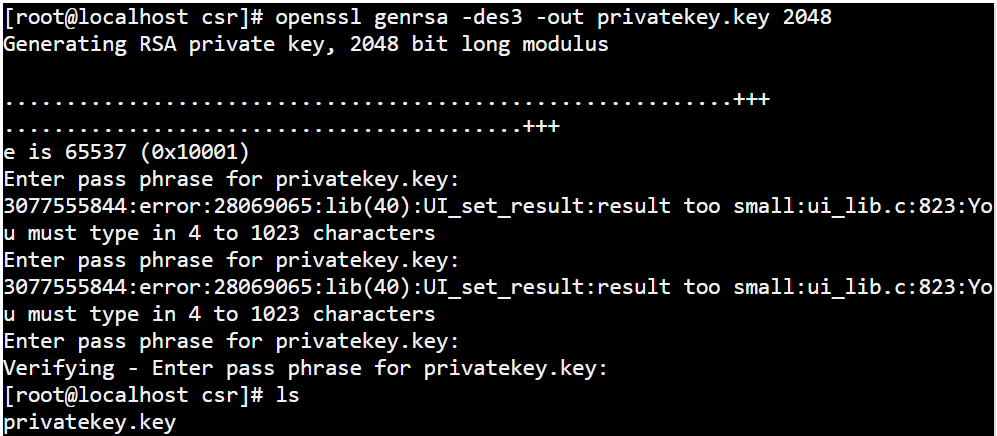 [root@localhost csr]# openssl genrsa -des3 -out privatekey.key 2048
Generating RSA private key, 2048 bit long modulus
............................................................+++
...........................................+++
e is 65537 (0x10001)
Enter pass phrase for privatekey.key:
3077555844:error:28069065:lib(40):UI_set_result:result too small:ui_lib.c:823:Yo
u must type in 4 to 1023 characters
Enter pass phrase for privatekey.key:
3077555844:error:28069065:lib(40):UI_set_result:result too small:ui_lib.c:823:Yo
u must type in 4 to 1023 characters
Enter pass phrase for privatekey.key:
Verifying - Enter pass phrase for privatekey.key:
[root@localhost csr]# ls
privatekey.key